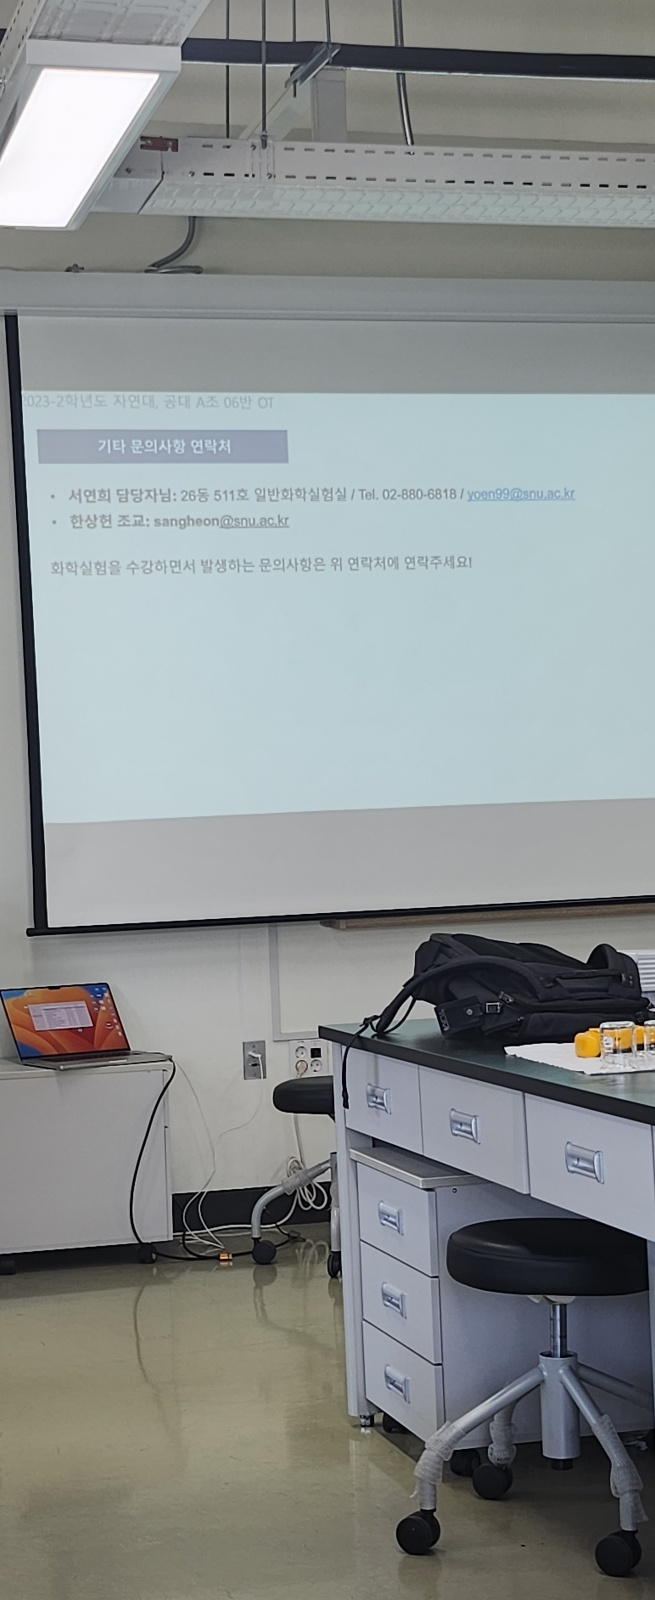 2023-2학년도 자연대, 공대 A조 06반 OT
기타 문의사항 연락처
• 서연희 담당자님: 26동 511호 일반화학실험실 / Tel. 02-880-6818 / yoen99@snu.ac.kr
• 한상헌 조교: sangheon@snu.ac.kr
화학실험을 수강하면서 발생하는 문의사항은 위 연락처에 연락주세요!